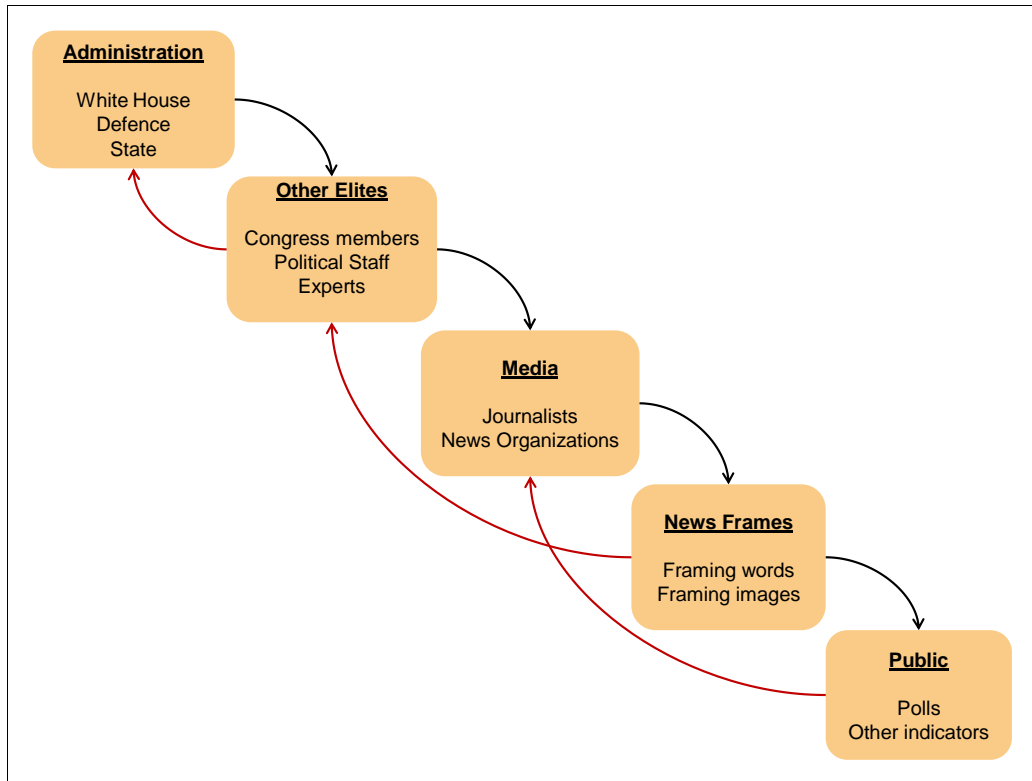 Administration
White House
Defence
State
Other Elites
Congress members
Political Staff
Experts
Media
Journalists
News Organizations
News Frames
Framing words
Framing images
Public
Polls
Other indicators